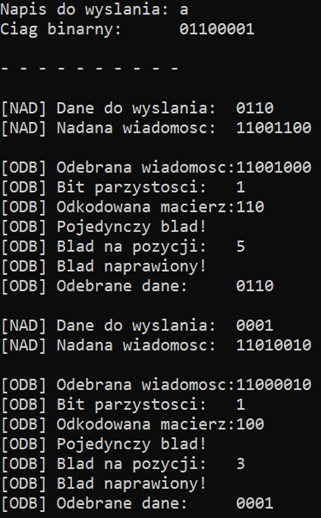 Napis do wyslania: a
Ciag binarny:      01100001
- - - - - - - - - -
[NAD] Dane do wyslania:  0110
[NAD] Nadana wiadomosc:  11001100
[ODB] Odebrana wiadomosc:11001000
[ODB] Bit parzystosci:   1
[ODB] Odkodowana macierz:110
[ODB] Pojedynczy blad!
[ODB] Blad na pozycji:   5
[ODB] Blad naprawiony!
[ODB] Odebrane dane:     0110
[NAD] Dane do wyslania:  0001
[NAD] Nadana wiadomosc:  11010010
[ODB] Odebrana wiadomosc:11000010
[ODB] Bit parzystosci:   1
[ODB] Odkodowana macierz:100
[ODB] Pojedynczy blad!
[ODB] Blad na pozycji:   3
[ODB] Blad naprawiony!
[ODB] Odebrane dane:     0001